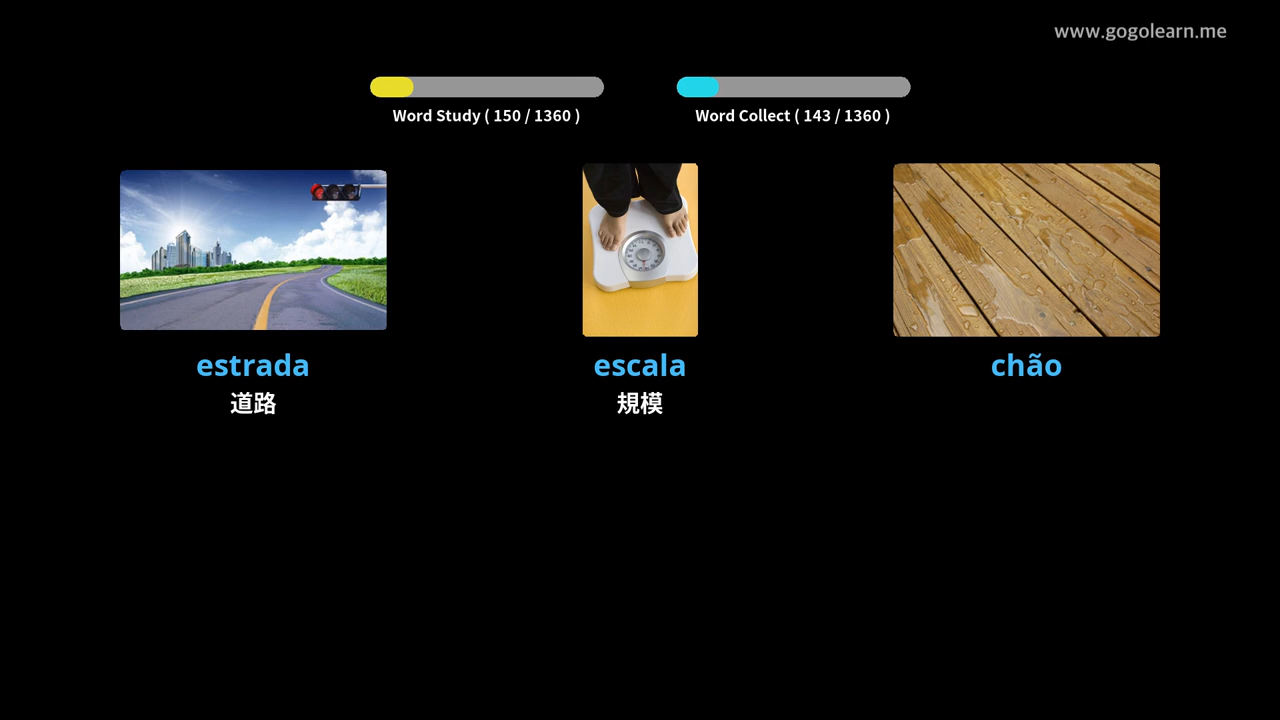 www.gogolearn.me
Word Study ( 150 / 1360 )
Word Collect ( 143 / 1360 )
estrada
道路
escala
規模
chão